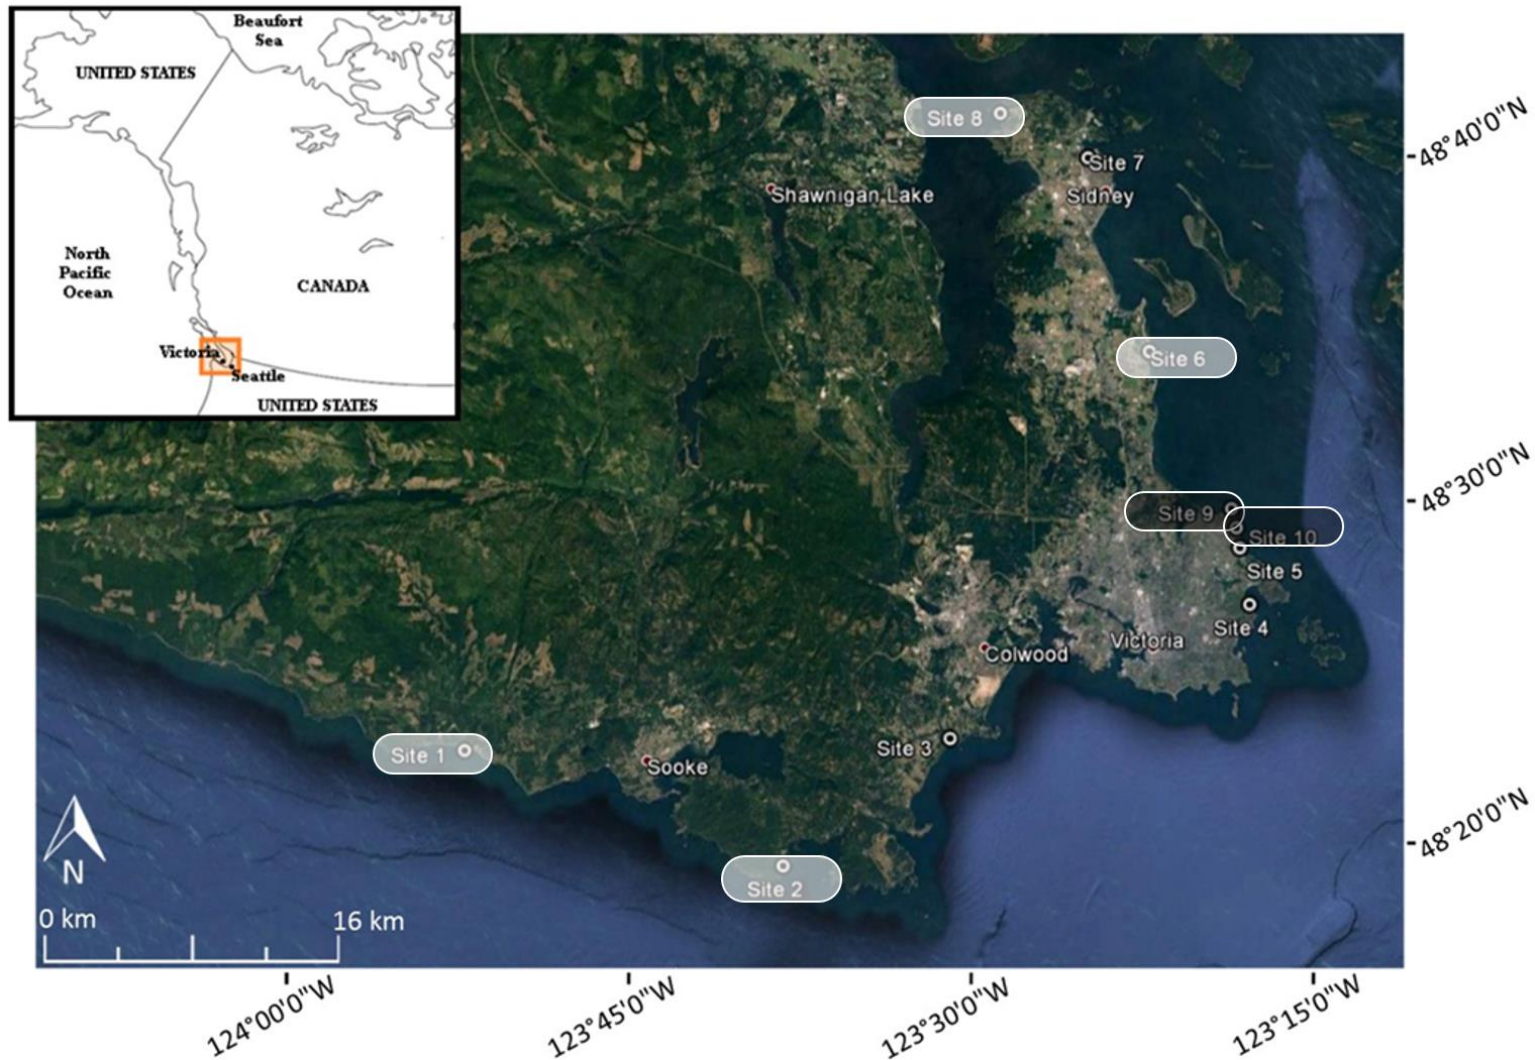 Beaufort
Sea
UNITED STATES
North
Pacific
Ocean
CANADA
Victoria
Seattle
UNITED STATES
Site 8
Site 7
Shawnigan Lake
Sidney
Site 6
Site 9
Site 10
Site 5
Site 4
Victoria
Colwood
Site 3
Site 1
Sooke
Site 2
N
0 km
16 km
48°40'0"N
48°30'0"N
48°20'0"N
124°00'0"W
123°45'0"W
123°30'0"W
123°15'0"W